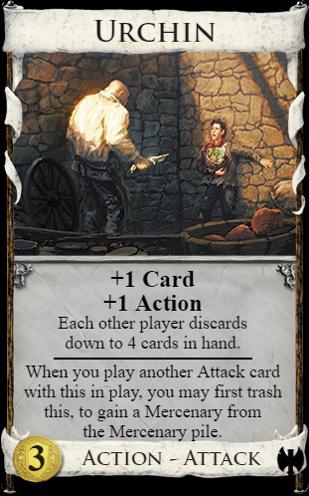 URCHIN
+1 Card
+1 Action
Each other player discards
down to 4 cards in hand.
When you play another Attack card
with this in play, you may first trash
this, to gain a Mercenary from
the Mercenary pile.
3 ACTION - ATTACK